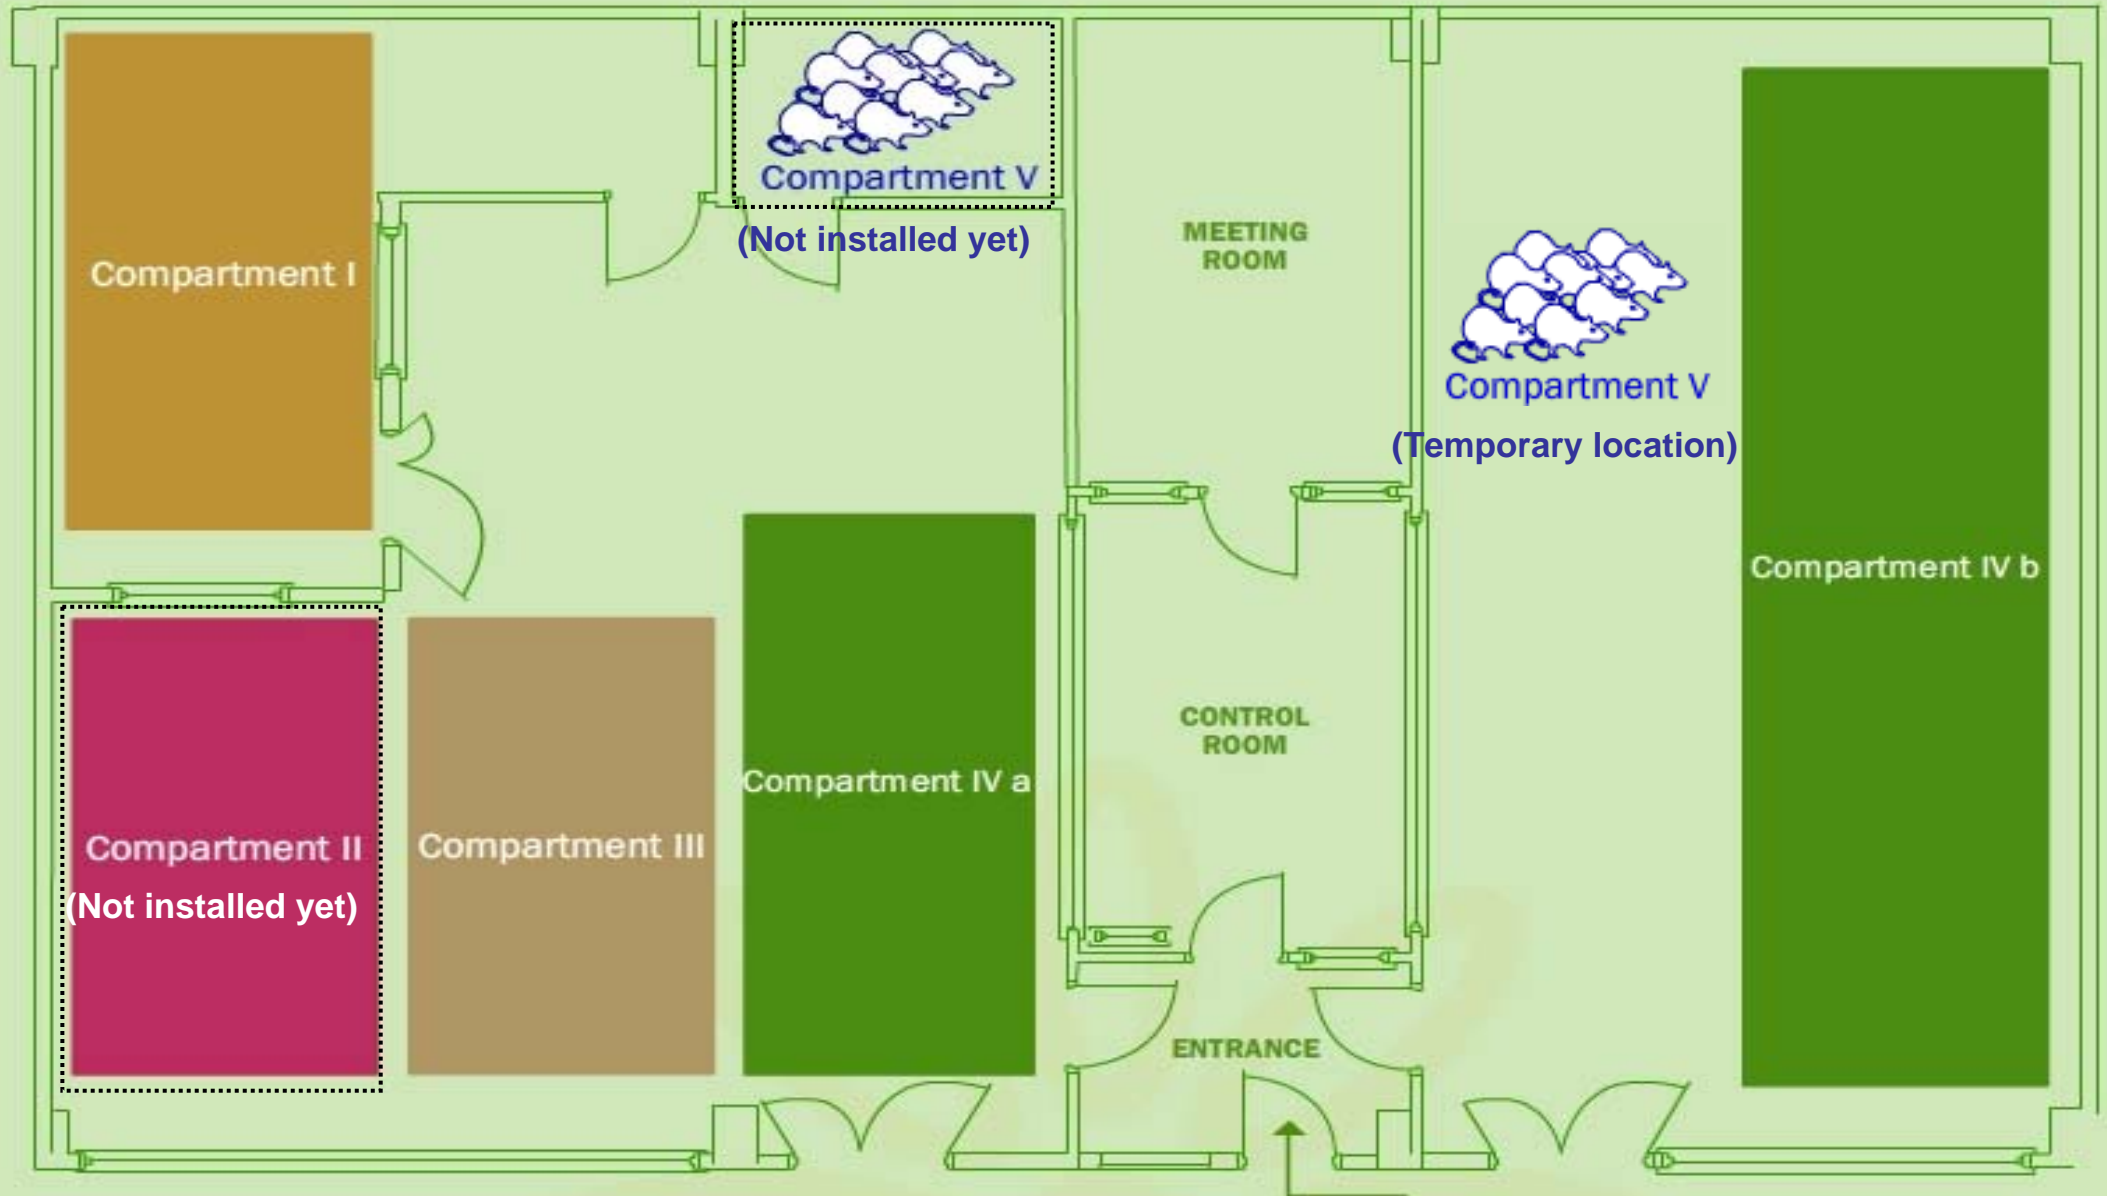 Compartment I
Compartment V
(Not installed yet)
MEETING
ROOM
Compartment V
(Temporary location)
Compartment IV b
CONTROL
ROOM
Compartment IV a
Compartment II
(Not installed yet)
Compartment III
ENTRANCE